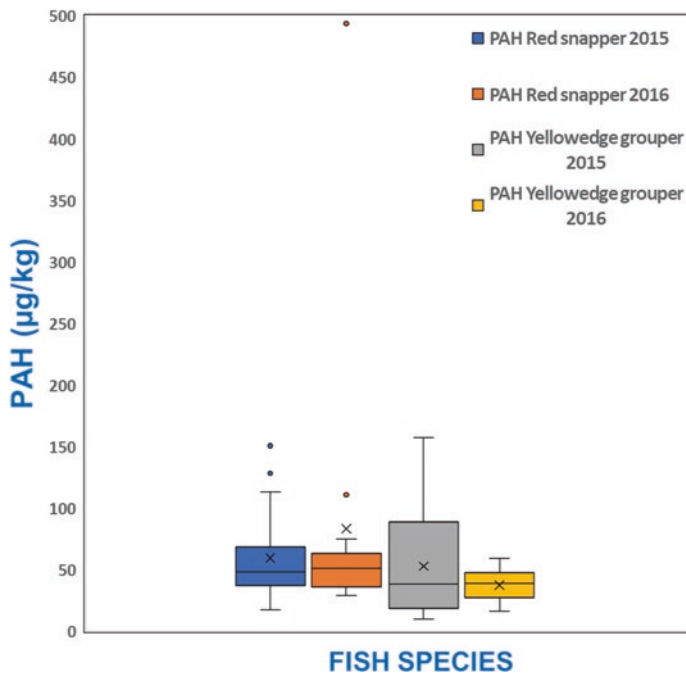 500
450
400
350
300
250
200
150
100
50
0
PAH (µg/kg)
PAH Red snapper 2015
PAH Red snapper 2016
PAH Yellowedge grouper
2015
PAH Yellowedge grouper
2016
FISH SPECIES